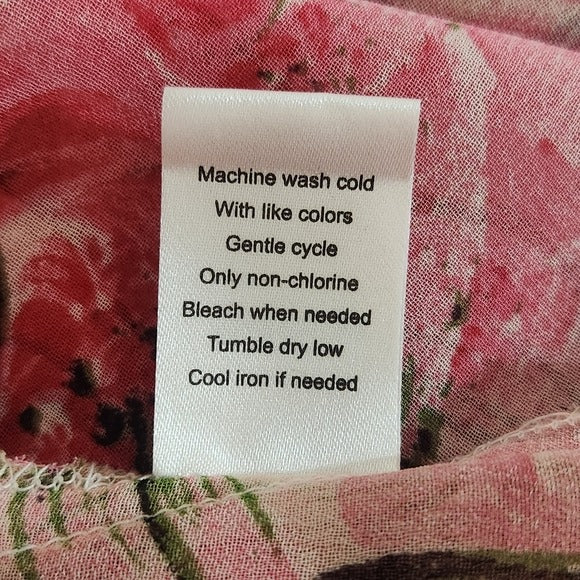 Machine wash cold
With like colors
Gentle cycle
Only non-chlorine
Bleach when needed
Tumble dry low
Cool iron if needed